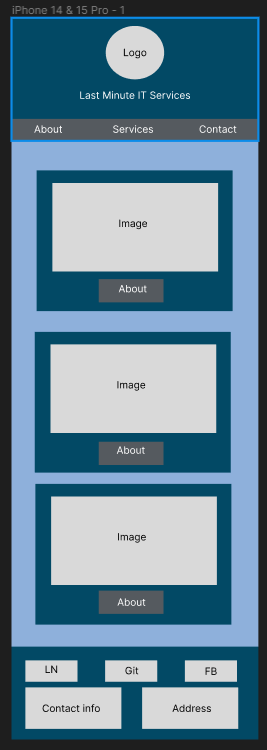 iPhone 14 & 15 Pro - 1
Logo
Last Minute IT Services
About Services Contact
Image
About
Image
About
Image
About
LN Git FB
Contact info Address